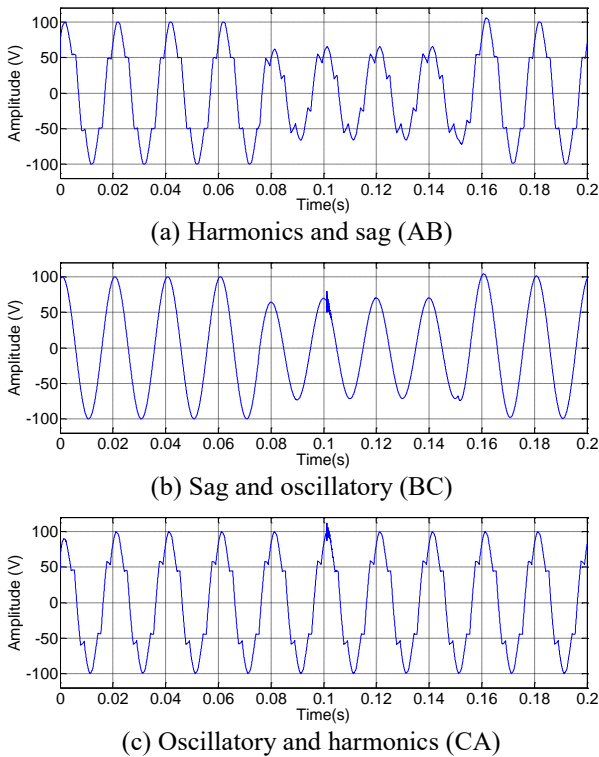 100
50
0
-50
-100
Amplitude (V)
0 0.02 0.04 0.06 0.08 0.1 0.12 0.14 0.16 0.18 0.2
Time(s)
(a) Harmonics and sag (AB)
100
50
0
-50
-100
Amplitude (V)
0 0.02 0.04 0.06 0.08 0.1 0.12 0.14 0.16 0.18 0.2
Time(s)
(b) Sag and oscillatory (BC)
100
50
0
-50
-100
Amplitude (V)
0 0.02 0.04 0.06 0.08 0.1 0.12 0.14 0.16 0.18 0.2
Time(s)
(c) Oscillatory and harmonics (CA)